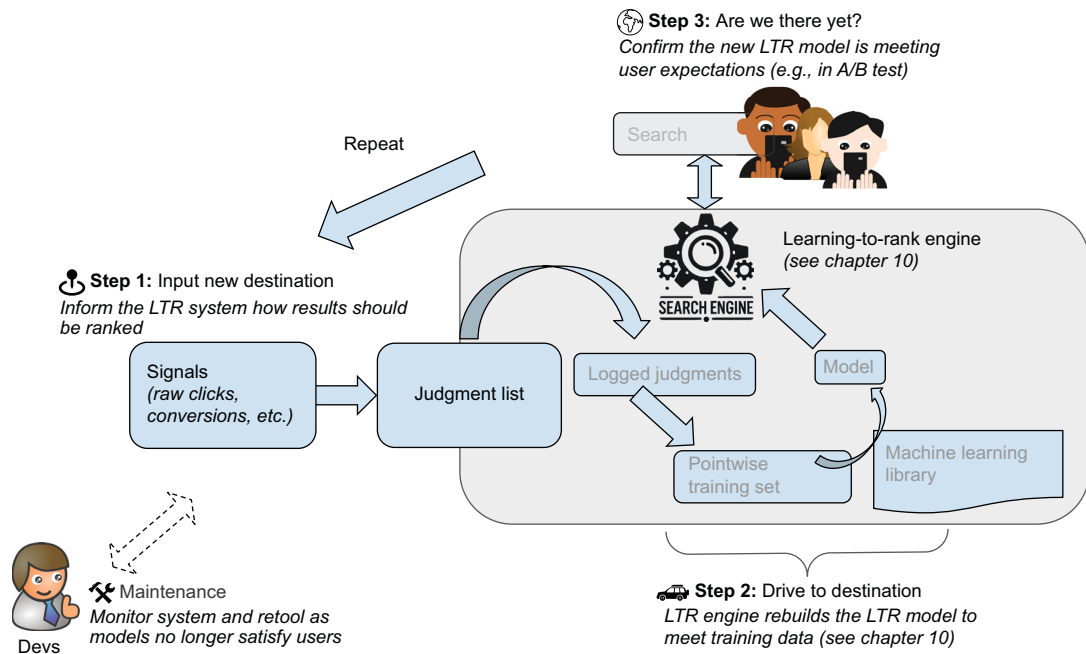 Step 3: Are we there yet?
Confirm the new LTR model is meeting
user expectations (e.g., in A/B test)
Search
Repeat
Learning-to-rank engine
(see chapter 10)
SEARCH ENGINE
Step 1: Input new destination
Inform the LTR system how results should
be ranked
Signals
(raw clicks,
conversions, etc.)
Judgment list
Logged judgments
Model
Pointwise
training set
Machine learning
library
Maintenance
Monitor system and retool as
models no longer satisfy users
Devs
Step 2: Drive to destination
LTR engine rebuilds the LTR model to
meet training data (see chapter 10)